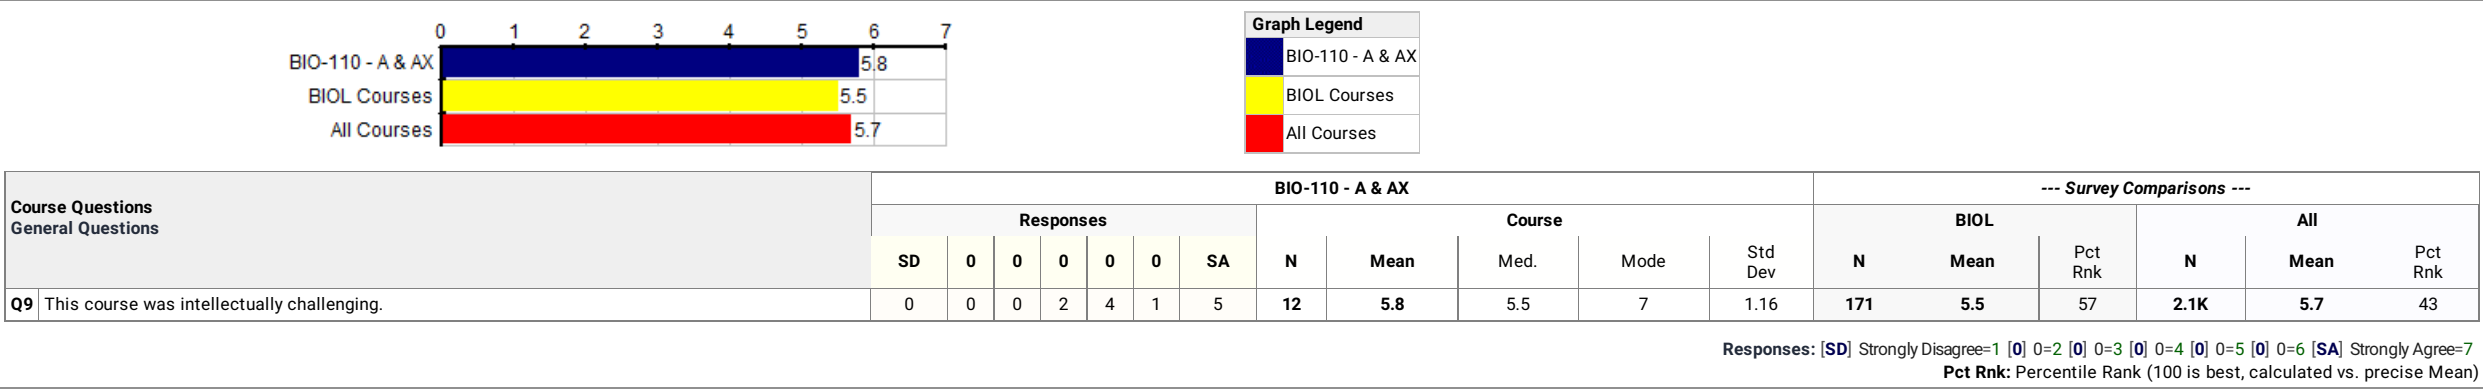 0 1 2 3 4 5 6 7
BIO-110 - A & AX 5.8
BIOL Courses 5.5
All Courses 5.7
Graph Legend
BIO-110 - A & AX
BIOL Courses
All Courses
Course Questions
General Questions
BIO-110 - A & AX --- Survey Comparisons ---
Responses Course BIOL All
SD 0 0 0 0 0 SA N Mean Med. Mode Std Dev N Mean Pct Rnk N Mean Pct Rnk
Q9 This course was intellectually challenging. 0 0 0 2 4 1 5 12 5.8 5.5 7 1.16 171 5.5 57 2.1K 5.7 43
Responses: [SD] Strongly Disagree=1 [0] 0=2 [0] 0=3 [0] 0=4 [0] 0=5 [0] 0=6 [SA] Strongly Agree=7
Pct Rnk: Percentile Rank (100 is best, calculated vs. precise Mean)